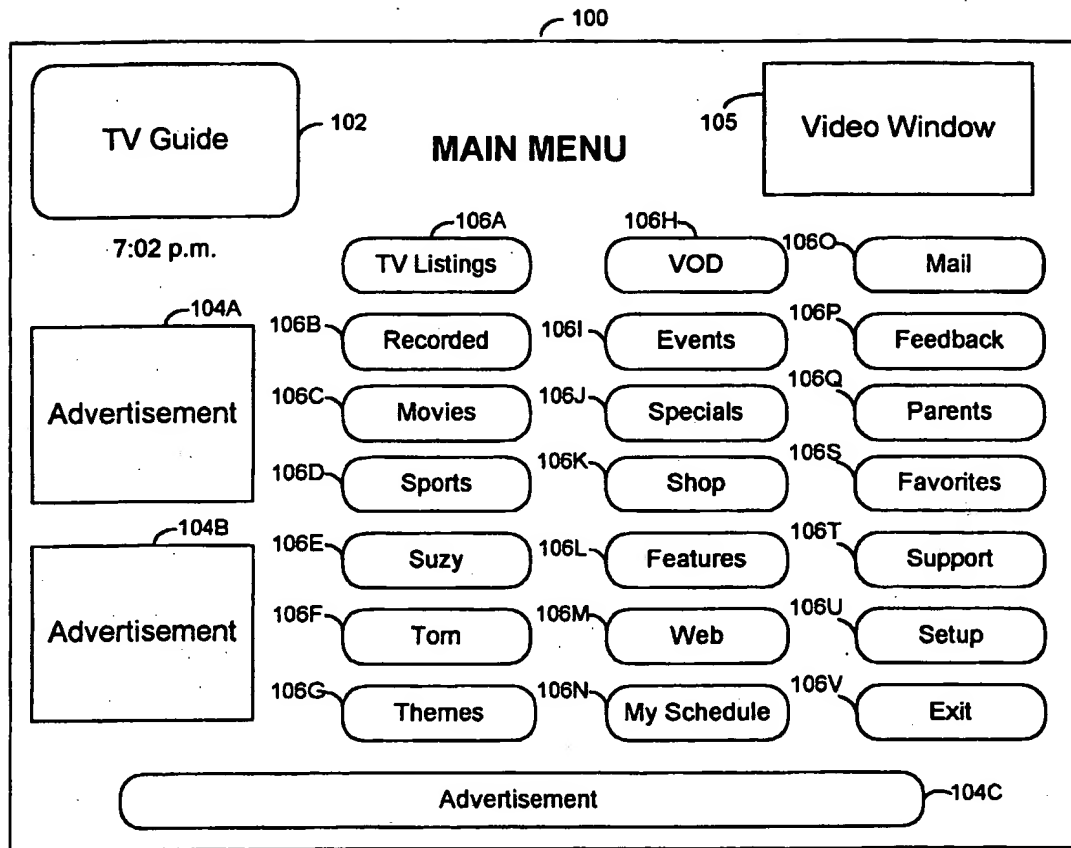 100
TV Guide
102
MAIN MENU
105
Video Window
7:02 p.m.
106A
TV Listings
106H
VOD
106O
Mail
104A
Advertisement
106B
Recorded
106I
Events
106P
Feedback
106C
Movies
106J
Specials
106Q
Parents
106D
Sports
106K
Shop
106S
Favorites
104B
Advertisement
106E
Suzy
106L
Features
106T
Support
106F
Tom
106M
Web
106U
Setup
106G
Themes
106N
My Schedule
106V
Exit
Advertisement
104C